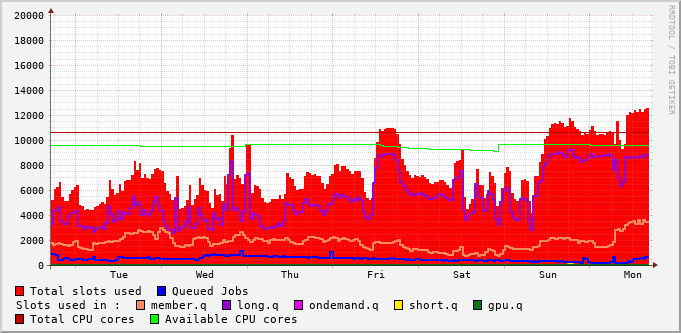 20000
18000
16000
14000
12000
10000
8000
6000
4000
2000
0
Tue Wed Thu Fri Sat Sun Mon
RRDTOOL / TOBI OETIKER
Total slots used Queued Jobs
Slots used in : member.q long.q ondemand.q short.q gpu.q
Total CPU cores Available CPU cores